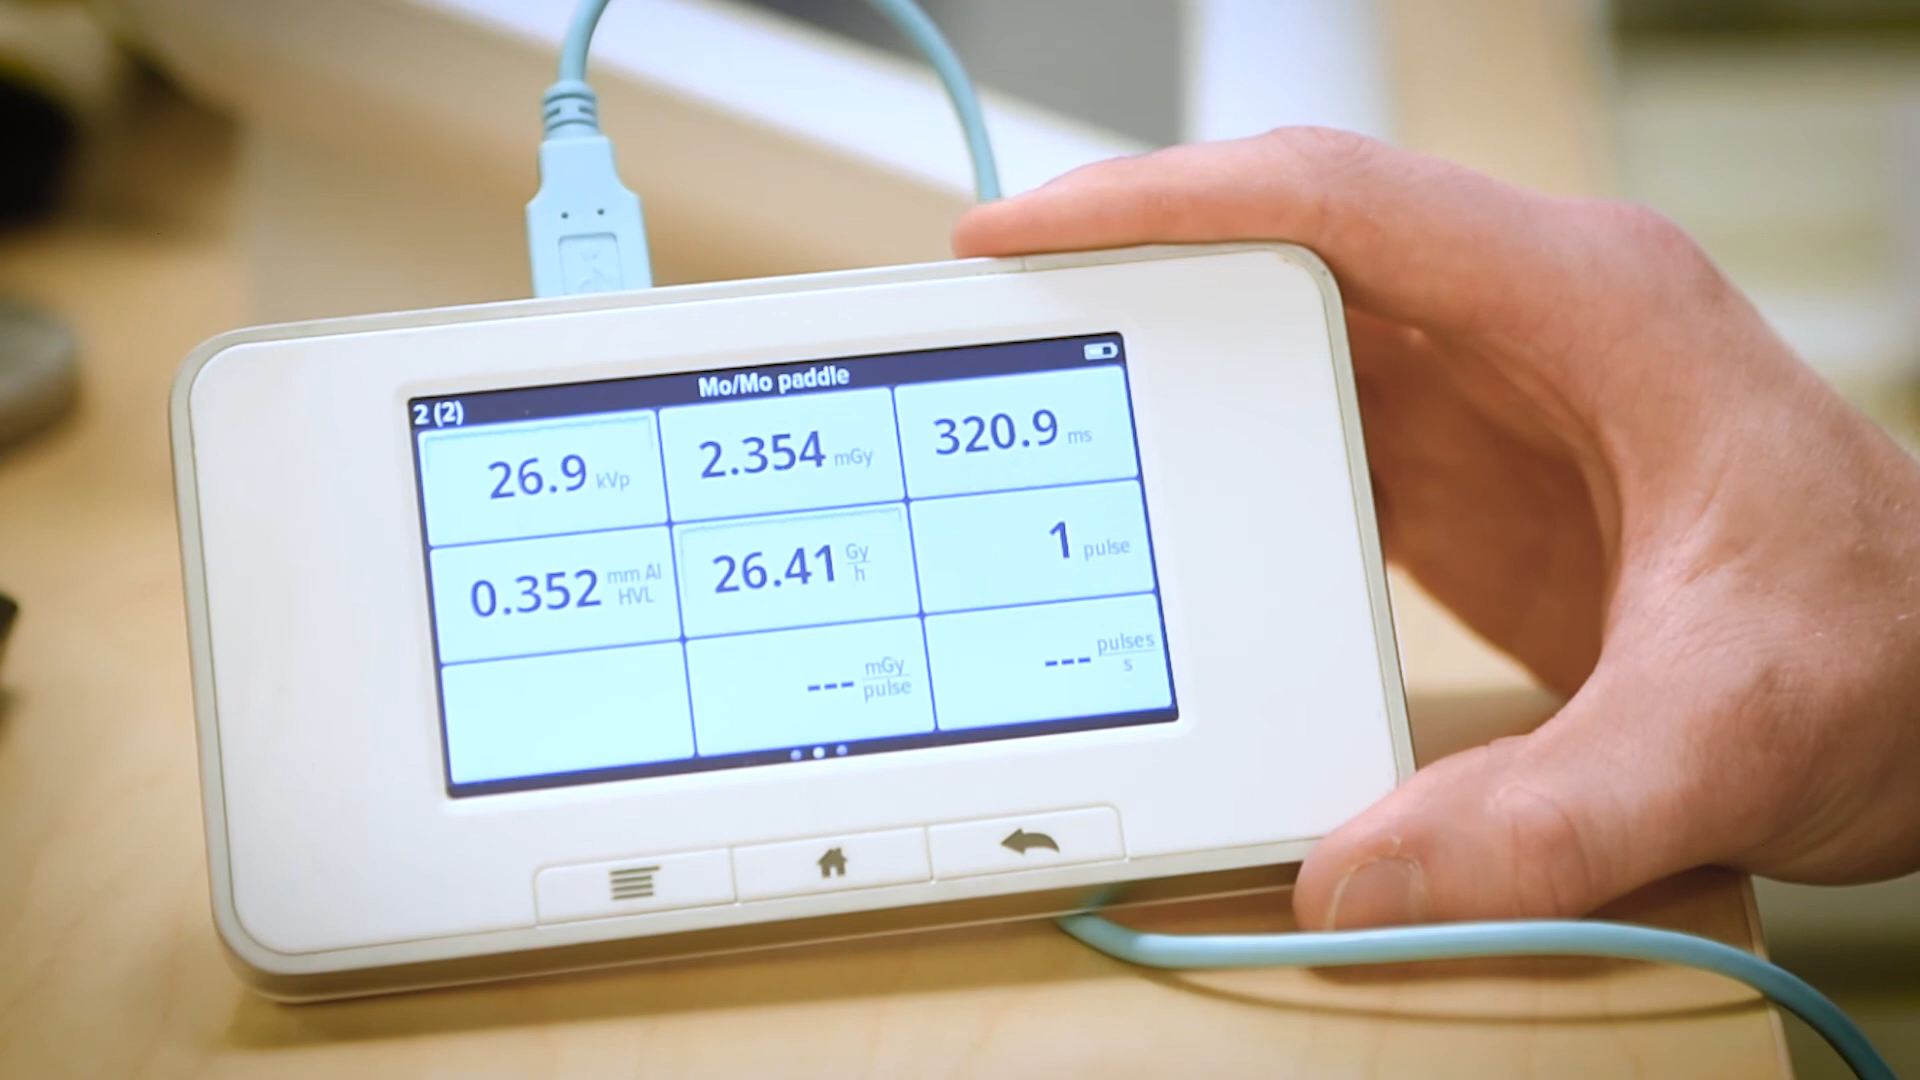 Mo/Mo paddle
2 (2)
26.9 kVp
2.354 mGy
320.9 ms
0.352 mm Al HVL
26.41 Gy/h
1 pulse
--- mGy/pulse
--- pulses/s